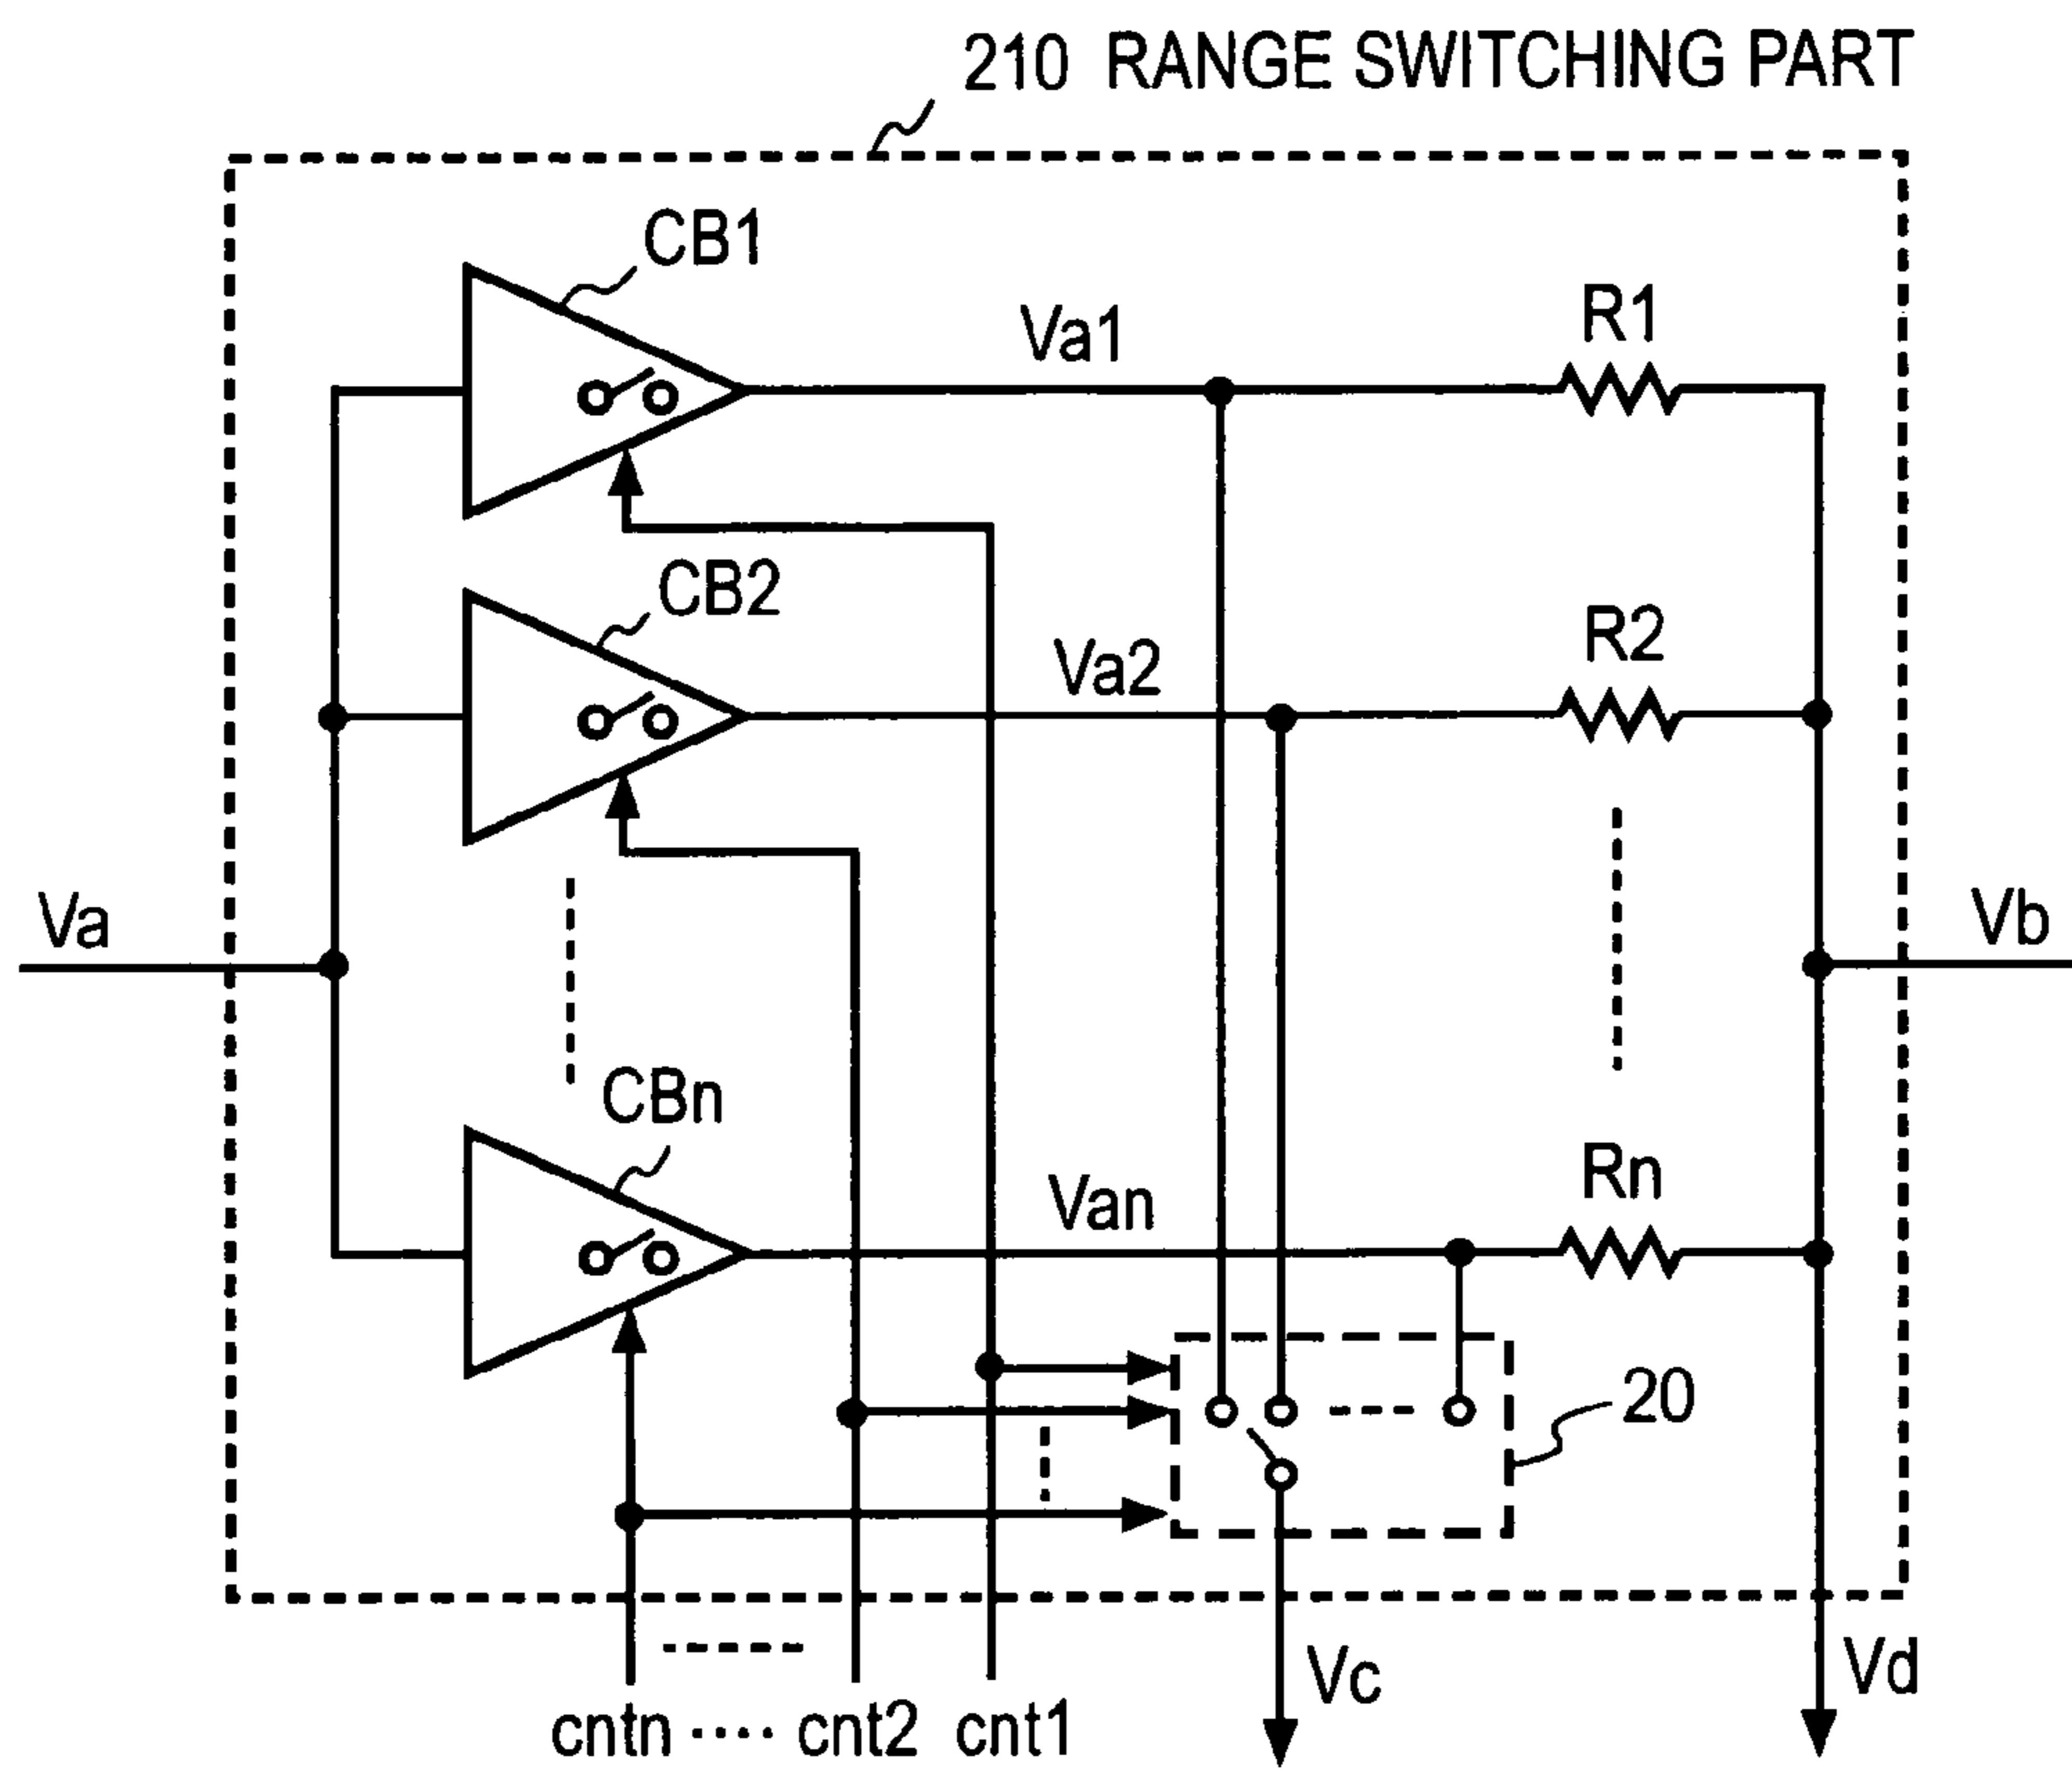 210 RANGE SWITCHING PART
CB1
Va1
R1
CB2
Va2
R2
Va
Vb
CBn
Van
Rn
20
Vc
Vd
cntn ···· cnt2 cnt1